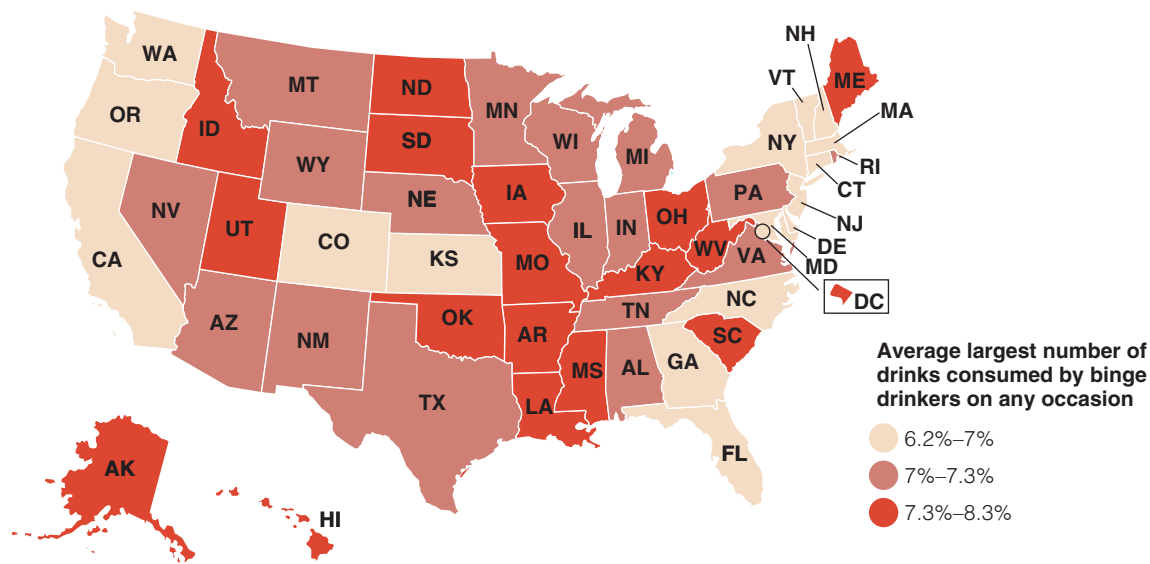 WA
OR
CA
ID
NV
MT
WY
UT
AZ
CO
NM
ND
SD
NE
KS
OK
TX
MN
IA
MO
AR
LA
WI
IL
MI
IN
OH
KY
TN
MS
AL
GA
FL
SC
NC
VA
WV
PA
NY
VT
NH
ME
MA
RI
CT
NJ
DE
MD
DC
AK
HI
Average largest number of
drinks consumed by binge
drinkers on any occasion
6.2%–7%
7%–7.3%
7.3%–8.3%